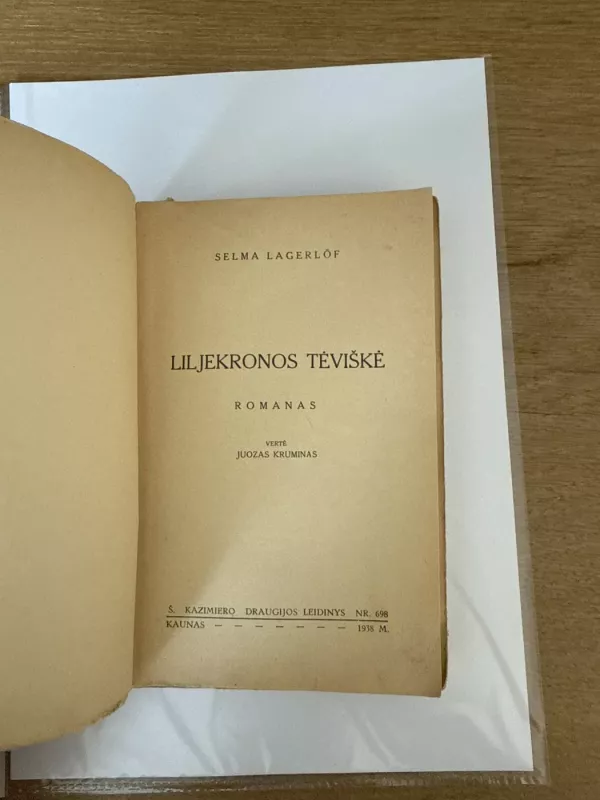 SELMA LAGERLÖF
LILJEKRONOS TĖVIŠKĖ
ROMANAS
VERTĖ
JUOZAS KRUMINAS
Š. KAZIMIERO DRAUGIJOS LEIDINYS NR. 698
KAUNAS — — — — — — — 1938 M.